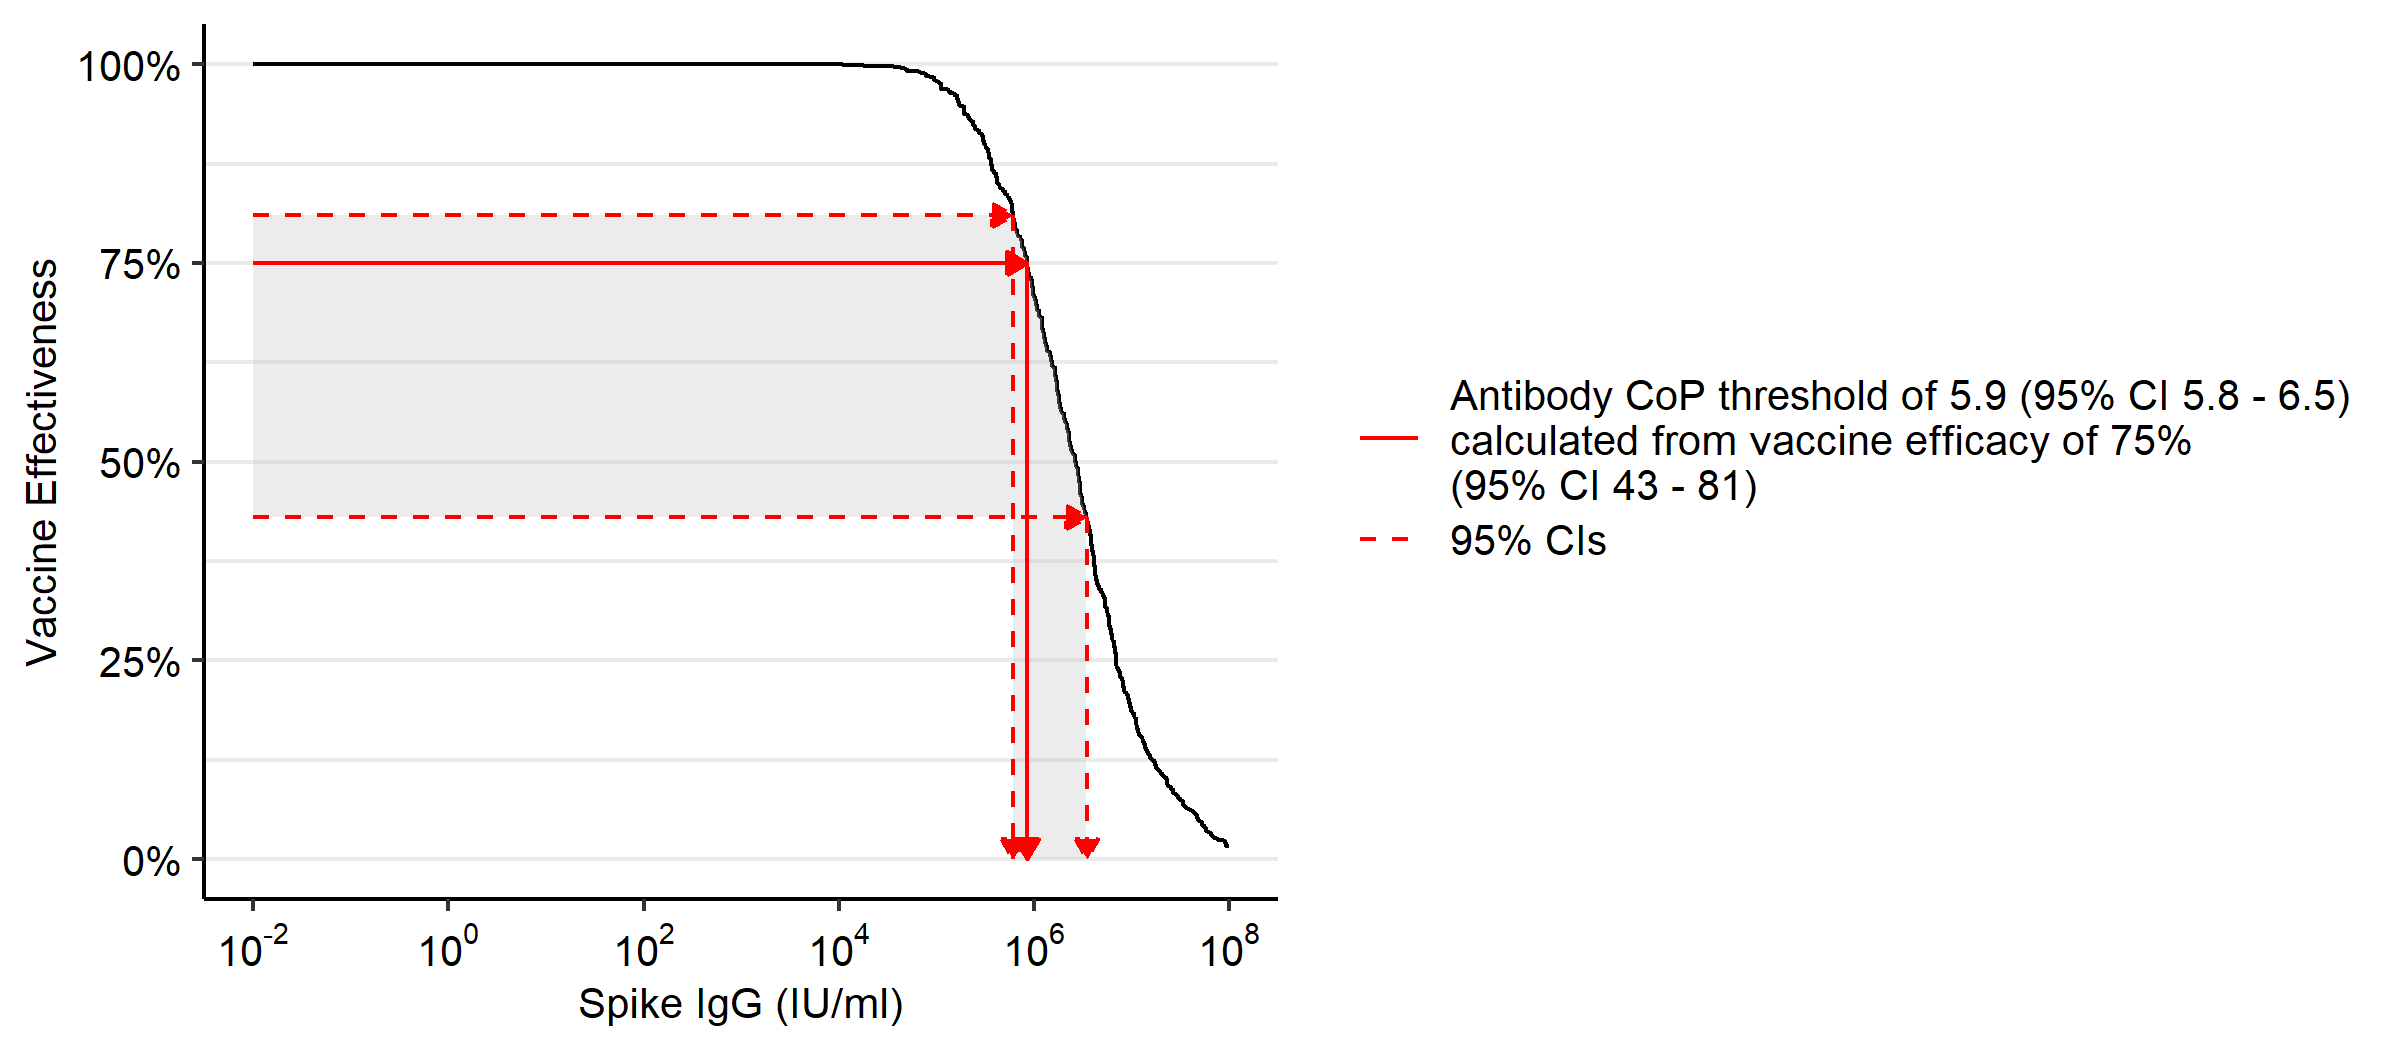 Vaccine Effectiveness
100%
75%
50%
25%
0%
10-2
100
102
104
106
108
Spike IgG (IU/ml)
Antibody CoP threshold of 5.9 (95% CI 5.8 - 6.5)
calculated from vaccine efficacy of 75%
(95% CI 43 - 81)
95% CIs